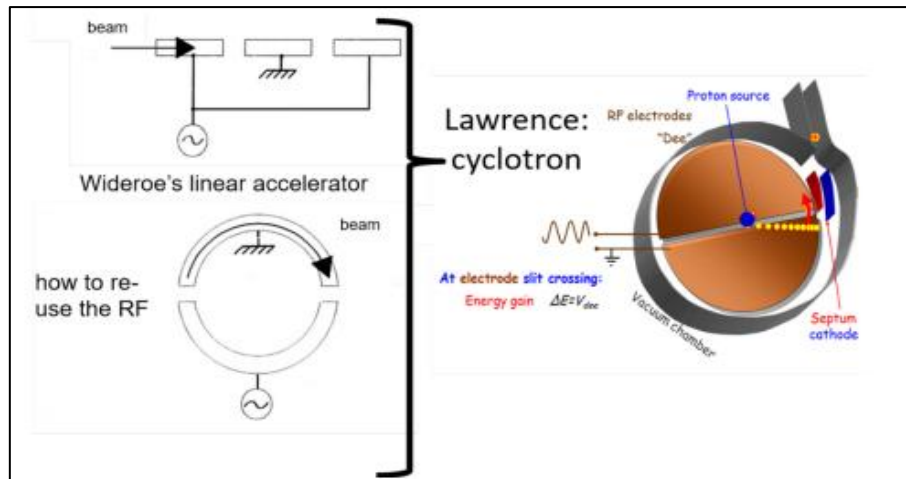 beam
Wideroe's linear accelerator
beam
how to re-
use the RF
Lawrence:
cyclotron
Proton source
RF electrodes
"Dee"
At electrode slit crossing:
Energy gain ΔE=Vdee
Vacuum chamber
Septum
cathode